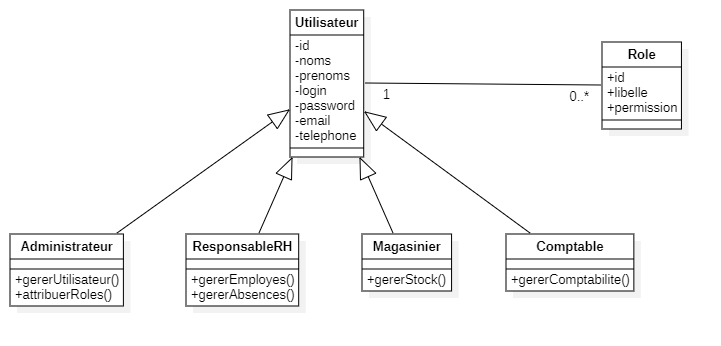 Utilisateur
-id
-noms
-prenoms
-login
-password
-email
-telephone
Role
+id
+libelle
+permission
1
0..*
Administrateur
+gererUtilisateur()
+attribuerRoles()
ResponsableRH
+gererEmployes()
+gererAbsences()
Magasinier
+gererStock()
Comptable
+gererComptabilite()